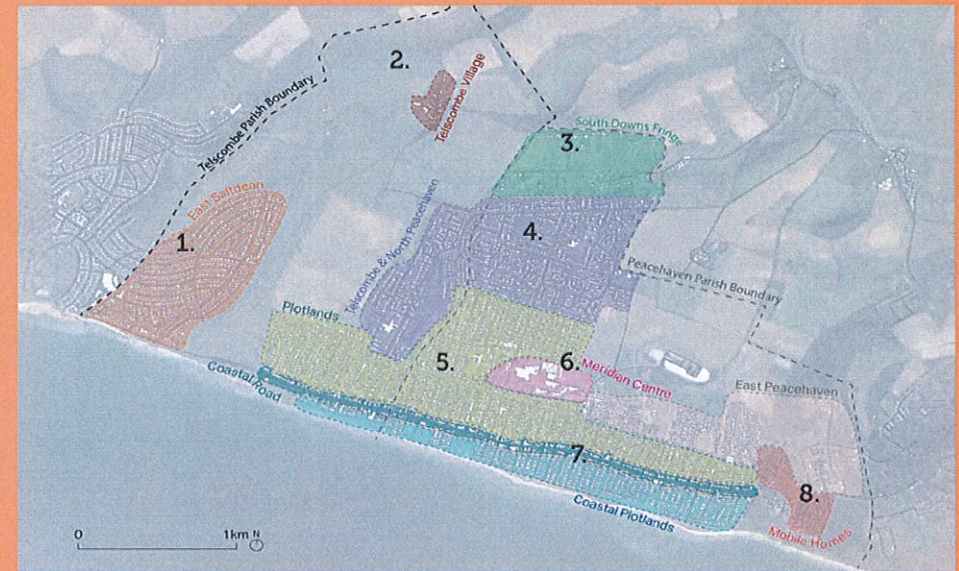 2.
Telscombe Village
Telscombe Parish Boundary
South Downs Fringe
3.
East Saltdean
1.
Telscombe & North Peacehaven
4.
Peacehaven Parish Boundary
Plotlands
5.
6.
Meridian Centre
Coastal Road
East Peacehaven
7.
8.
Coastal Plotlands
Mobile Homes
0
1km
N